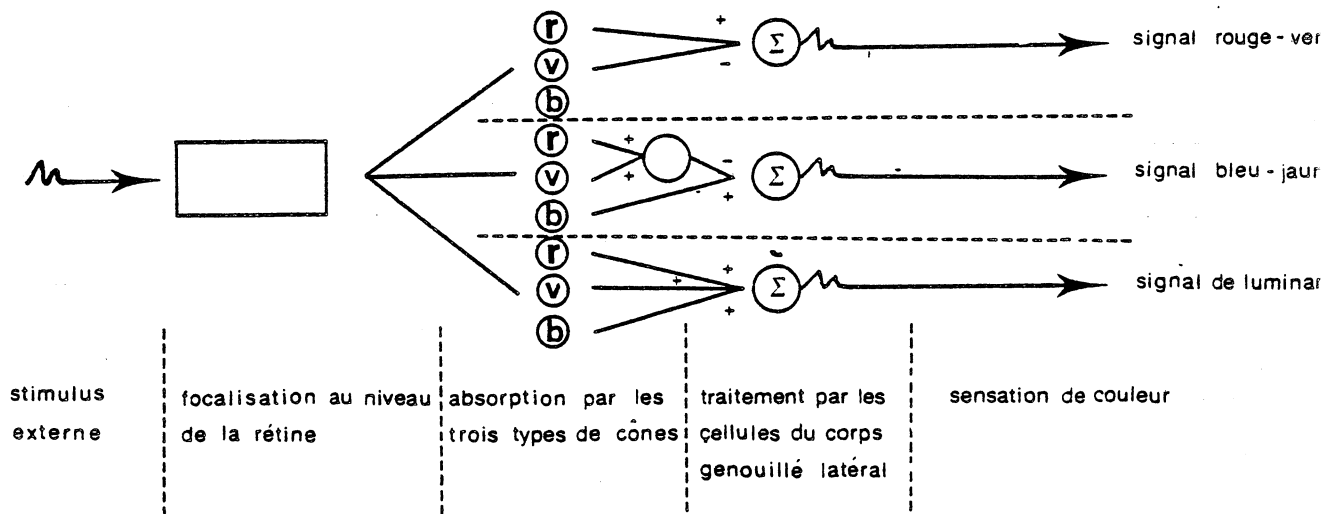 r
+
Σ
signal rouge-ver
v
-
b
r
+
-
Σ
signal bleu-jaur
v
+
+
b
r
+
Σ
signal de luminar
v
+
+
b
stimulus
externe
focalisation au niveau
de la rétine
absorption par les
trois types de cônes
traitement par les
çellules du corps
genouillé latéral
sensation de couleur